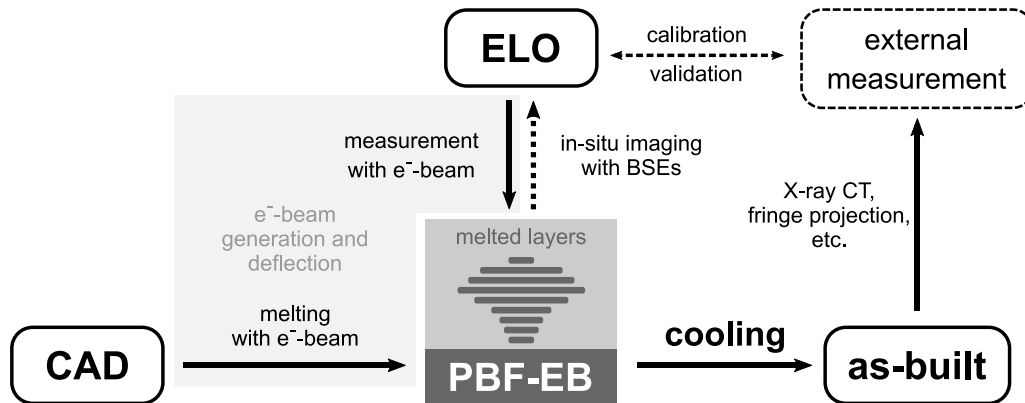 ELO
calibration
validation
external
measurement
measurement
with e⁻-beam
in-situ imaging
with BSEs
X-ray CT,
fringe projection,
etc.
e⁻-beam
generation and
deflection
melted layers
melting
with e⁻-beam
cooling
CAD
PBF-EB
as-built